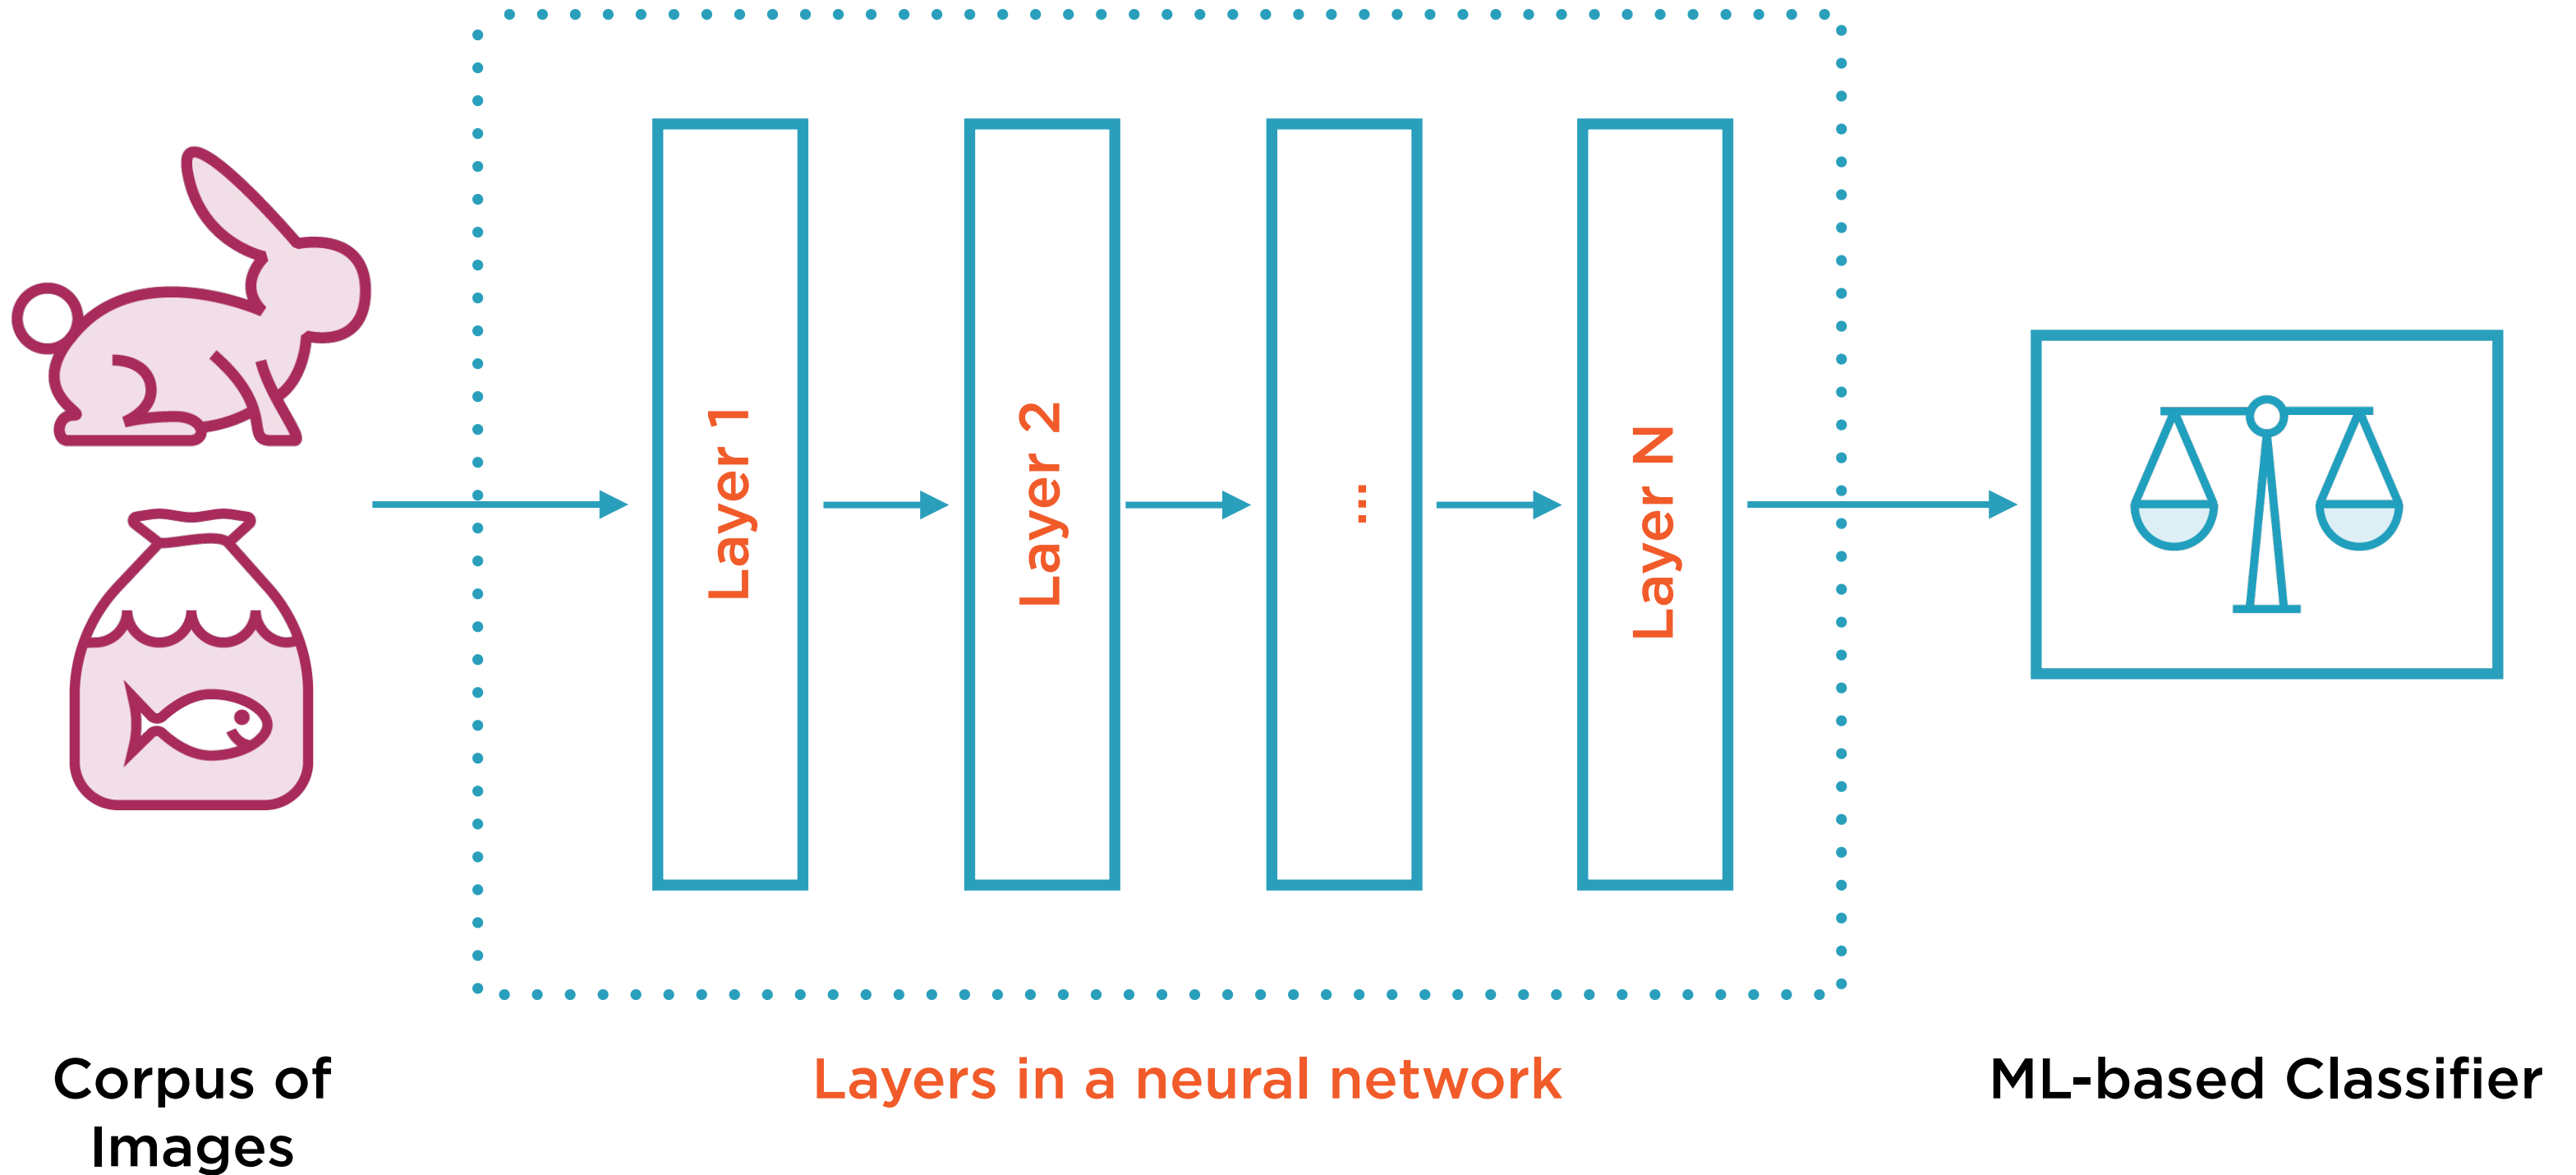 Layer 1
Layer 2
...
Layer N
Corpus of
Images
Layers in a neural network
ML-based Classifier